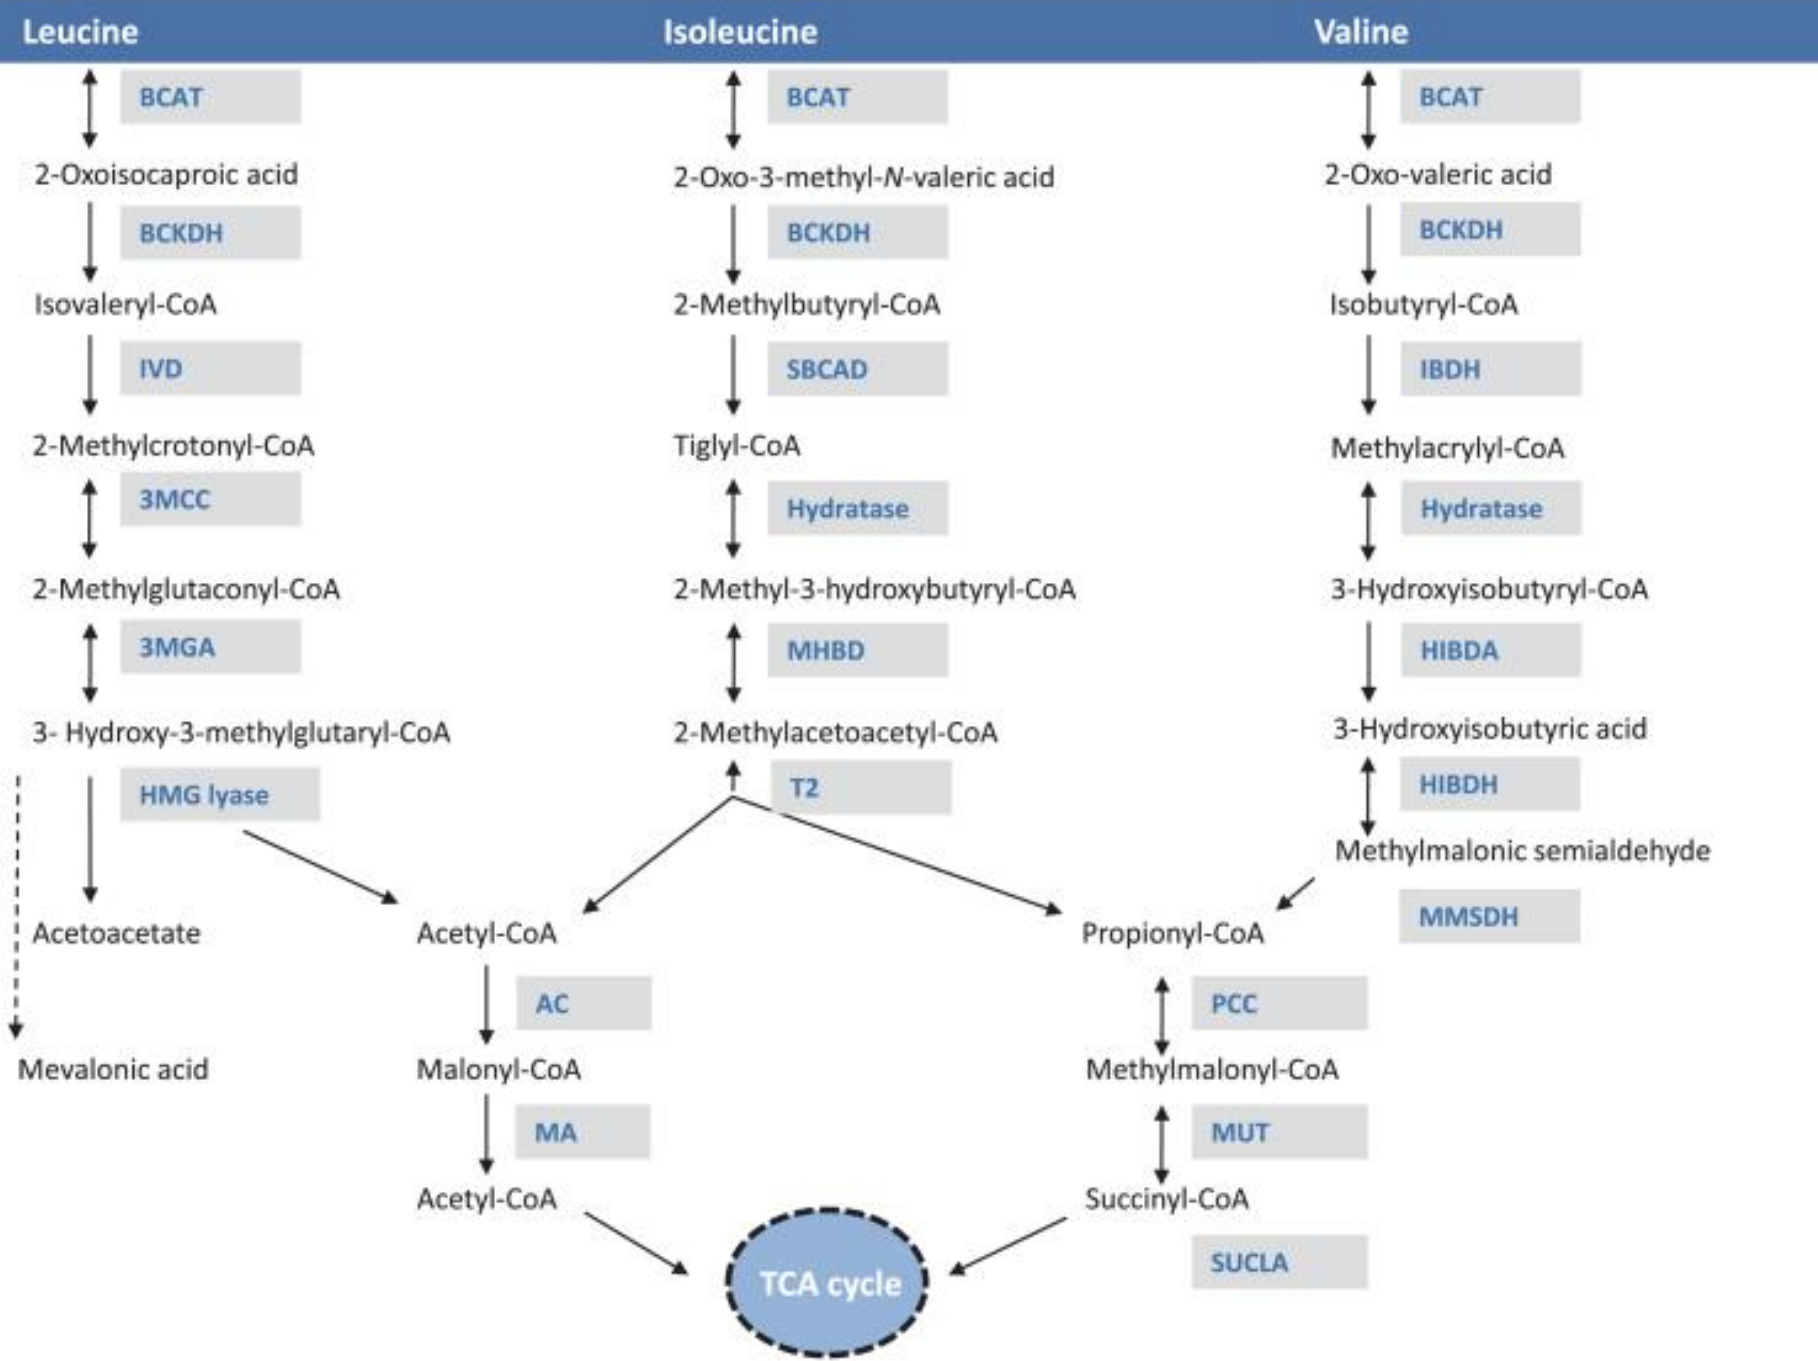 Leucine Isoleucine Valine
BCAT BCAT BCAT
2-Oxoisocaproic acid 2-Oxo-3-methyl-N-valeric acid 2-Oxo-valeric acid
BCKDH BCKDH BCKDH
Isovaleryl-CoA 2-Methylbutyryl-CoA Isobutyryl-CoA
IVD SBCAD IBDH
2-Methylcrotonyl-CoA Tiglyl-CoA Methylacrylyl-CoA
3MCC Hydratase Hydratase
2-Methylglutaconyl-CoA 2-Methyl-3-hydroxybutyryl-CoA 3-Hydroxyisobutyryl-CoA
3MGA MHBD HIBDA
3- Hydroxy-3-methylglutaryl-CoA 2-Methylacetoacetyl-CoA 3-Hydroxyisobutyric acid
HMG lyase T2 HIBDH
Methylmalonic semialdehyde
MMSDH
Acetoacetate Acetyl-CoA Propionyl-CoA
AC PCC
Mevalonic acid Malonyl-CoA Methylmalonyl-CoA
MA MUT
Acetyl-CoA Succinyl-CoA
SUCLA
TCA cycle